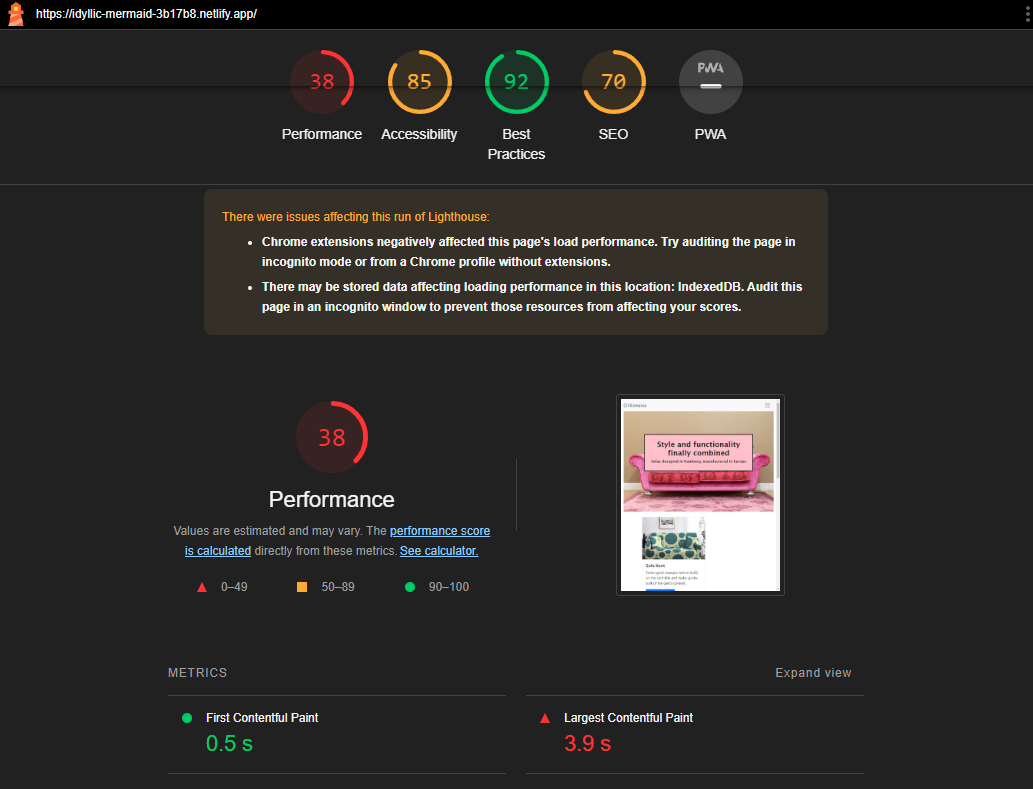 https://idyllic-mermaid-3b17b8.netlify.app/
38
85
92
70
PWA
Performance
Accessibility
Best
Practices
SEO
PWA
There were issues affecting this run of Lighthouse:
Chrome extensions negatively affected this page's load performance. Try auditing the page in
incognito mode or from a Chrome profile without extensions.
There may be stored data affecting loading performance in this location: IndexedDB. Audit this
page in an incognito window to prevent those resources from affecting your scores.
38
Performance
Values are estimated and may vary. The performance score
is calculated directly from these metrics. See calculator.
0–49
50–89
90–100
Style and functionality
finally combined
METRICS
Expand view
First Contentful Paint
0.5 s
Largest Contentful Paint
3.9 s